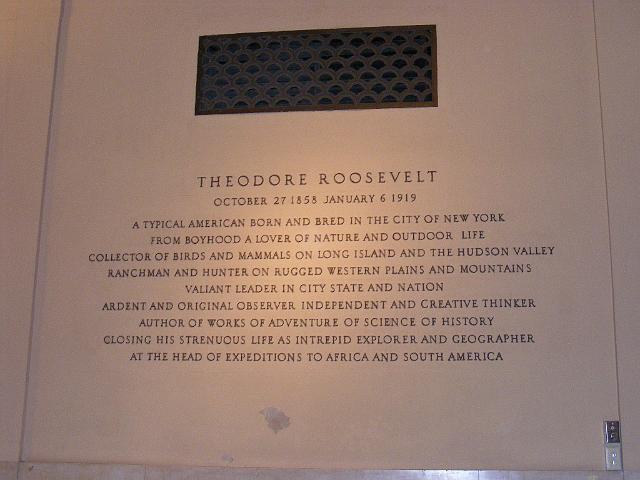 THEODORE ROOSEVELT
OCTOBER 27 1858 JANUARY 6 1919
A TYPICAL AMERICAN BORN AND BRED IN THE CITY OF NEW YORK
FROM BOYHOOD A LOVER OF NATURE AND OUTDOOR LIFE
COLLECTOR OF BIRDS AND MAMMALS ON LONG ISLAND AND THE HUDSON VALLEY
RANCHMAN AND HUNTER ON RUGGED WESTERN PLAINS AND MOUNTAINS
VALIANT LEADER IN CITY STATE AND NATION
ARDENT AND ORIGINAL OBSERVER INDEPENDENT AND CREATIVE THINKER
AUTHOR OF WORKS OF ADVENTURE OF SCIENCE OF HISTORY
CLOSING HIS STRENUOUS LIFE AS INTREPID EXPLORER AND GEOGRAPHER
AT THE HEAD OF EXPEDITIONS TO AFRICA AND SOUTH AMERICA